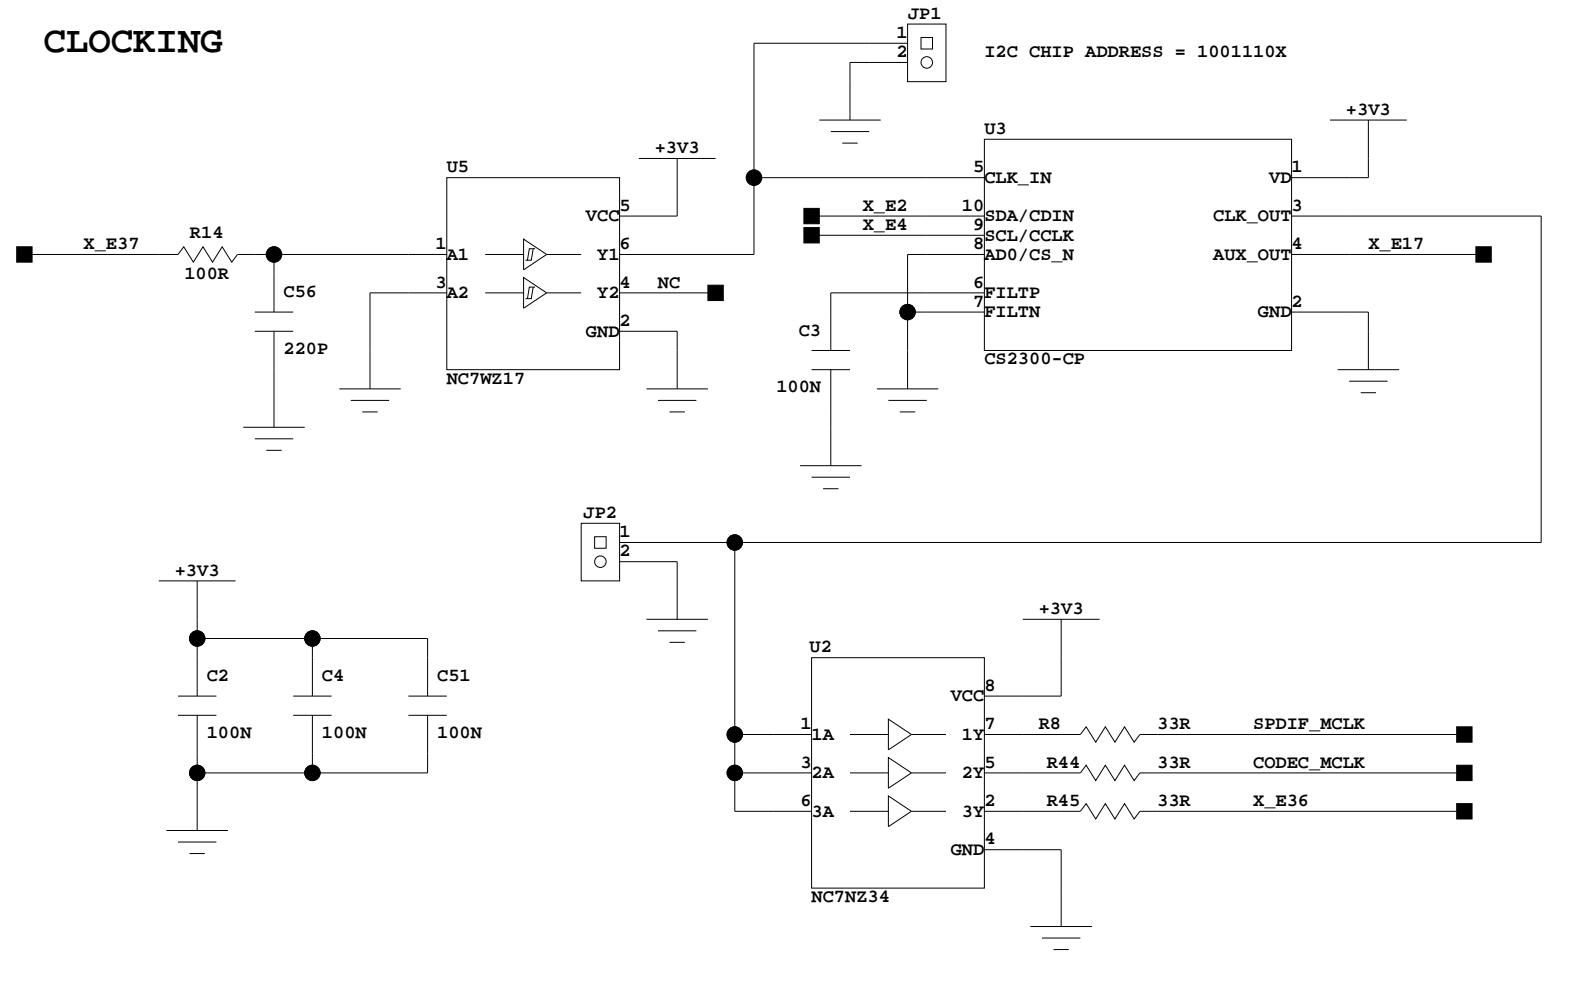 CLOCKING
JP1
1
2
I2C CHIP ADDRESS = 1001110X
+3V3
U3
5
CLK_IN
1
VD
X_E2
10
SDA/CDIN
3
CLK_OUT
X_E4
9
SCL/CCLK
8
AD0/CS_N
4
AUX_OUT
X_E17
6
FILTP
7
FILTN
2
GND
CS2300-CP
C3
100N
+3V3
U5
5
VCC
X_E37
R14
100R
1
A1
6
Y1
3
A2
4
Y2
NC
2
GND
NC7WZ17
C56
220P
JP2
1
2
+3V3
C2
100N
C4
100N
C51
100N
+3V3
U2
8
VCC
1
1A
7
1Y
R8
33R
SPDIF_MCLK
3
2A
5
2Y
R44
33R
CODEC_MCLK
6
3A
2
3Y
R45
33R
X_E36
4
GND
NC7NZ34